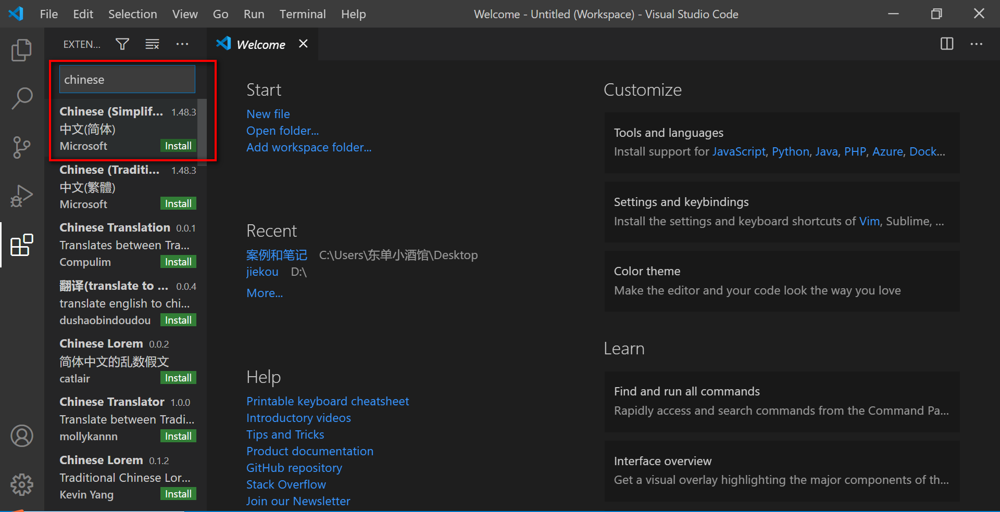 File Edit Selection View Go Run Terminal Help
Welcome - Untitled (Workspace) - Visual Studio Code
EXTEN...
chinese
Chinese (Simplif... 1.48.3
中文(简体)
Microsoft Install
Chinese (Traditi... 1.48.3
中文(繁體)
Microsoft Install
Chinese Translation 0.0.1
Translates between Tra...
Compulim Install
翻译(translate to ... 0.0.4
translate english to chi...
dushaobindoudou Install
Chinese Lorem 0.0.2
简体中文的乱数假文
catlair Install
Chinese Translator 1.0.0
Translate between Tradi...
mollykannn Install
Chinese Lorem 0.1.2
Traditional Chinese Lor...
Kevin Yang Install
Welcome
Start
New file
Open folder...
Add workspace folder...
Recent
案例和笔记 C:\Users\东单小酒馆\Desktop
jiekou D:\
More...
Help
Printable keyboard cheatsheet
Introductory videos
Tips and Tricks
Product documentation
GitHub repository
Stack Overflow
Join our Newsletter
Customize
Tools and languages
Install support for JavaScript, Python, Java, PHP, Azure, Dock...
Settings and keybindings
Install the settings and keyboard shortcuts of Vim, Sublime, ...
Color theme
Make the editor and your code look the way you love
Learn
Find and run all commands
Rapidly access and search commands from the Command Pa...
Interface overview
Get a visual overlay highlighting the major components of th...